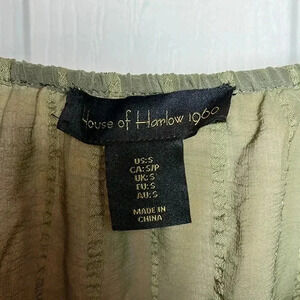 House of Harlow 1960
US:S
CA:S/P
UK:S
EU:S
AU:S
MADE IN
CHINA